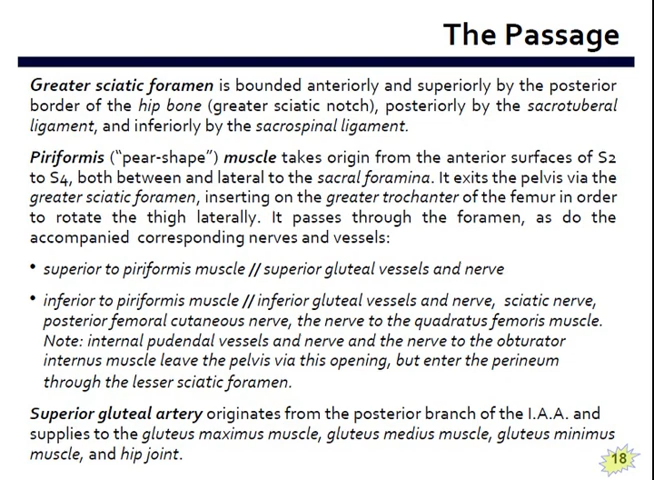 The Passage
Greater sciatic foramen is bounded anteriorly and superiorly by the posterior
border of the hip bone (greater sciatic notch), posteriorly by the sacrotuberal
ligament, and inferiorly by the sacrospinal ligament.
Piriformis (“pear-shape”) muscle takes origin from the anterior surfaces of S2
to S4, both between and lateral to the sacral foramina. It exits the pelvis via the
greater sciatic foramen, inserting on the greater trochanter of the femur in order
to rotate the thigh laterally. It passes through the foramen, as do the
accompanied corresponding nerves and vessels:
• superior to piriformis muscle // superior gluteal vessels and nerve
• inferior to piriformis muscle // inferior gluteal vessels and nerve, sciatic nerve,
posterior femoral cutaneous nerve, the nerve to the quadratus femoris muscle.
Note: internal pudendal vessels and nerve and the nerve to the obturator
internus muscle leave the pelvis via this opening, but enter the perineum
through the lesser sciatic foramen.
Superior gluteal artery originates from the posterior branch of the I.A.A. and
supplies to the gluteus maximus muscle, gluteus medius muscle, gluteus minimus
muscle, and hip joint.
18